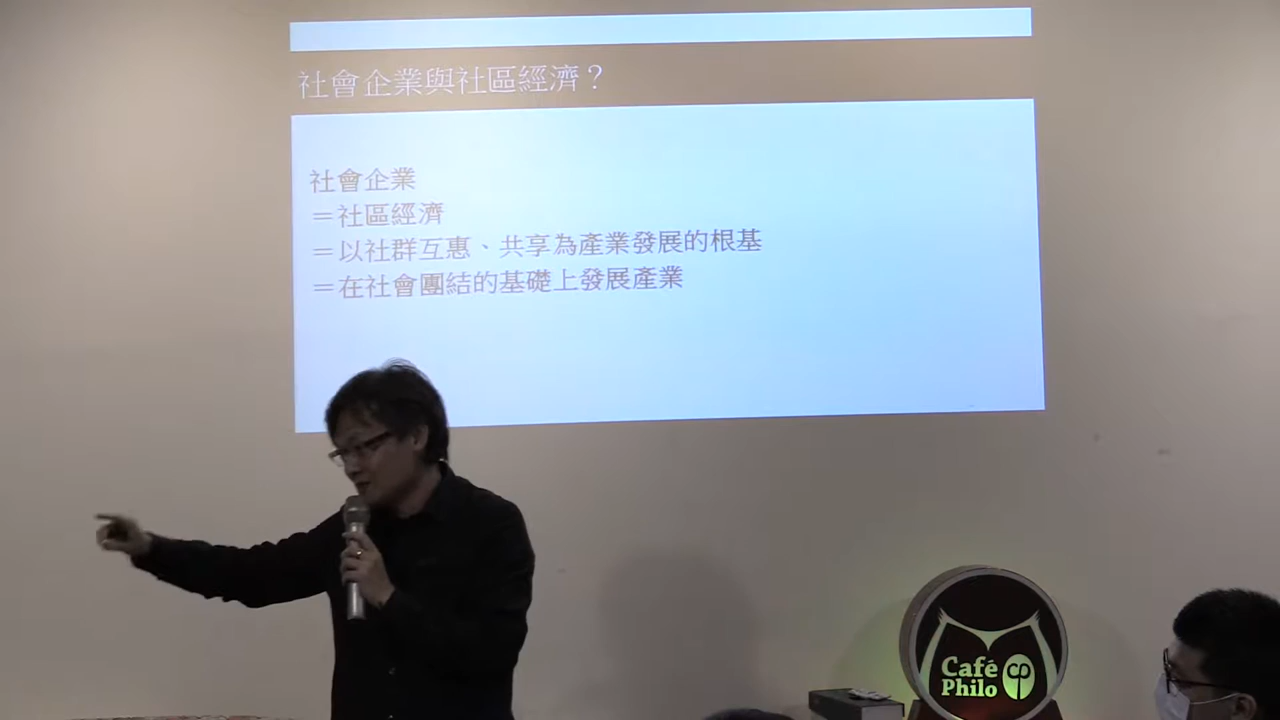 社會企業與社區經濟？
社會企業
＝社區經濟
＝以社群互惠、共享為產業發展的根基
＝在社會團結的基礎上發展產業
Café
Philo